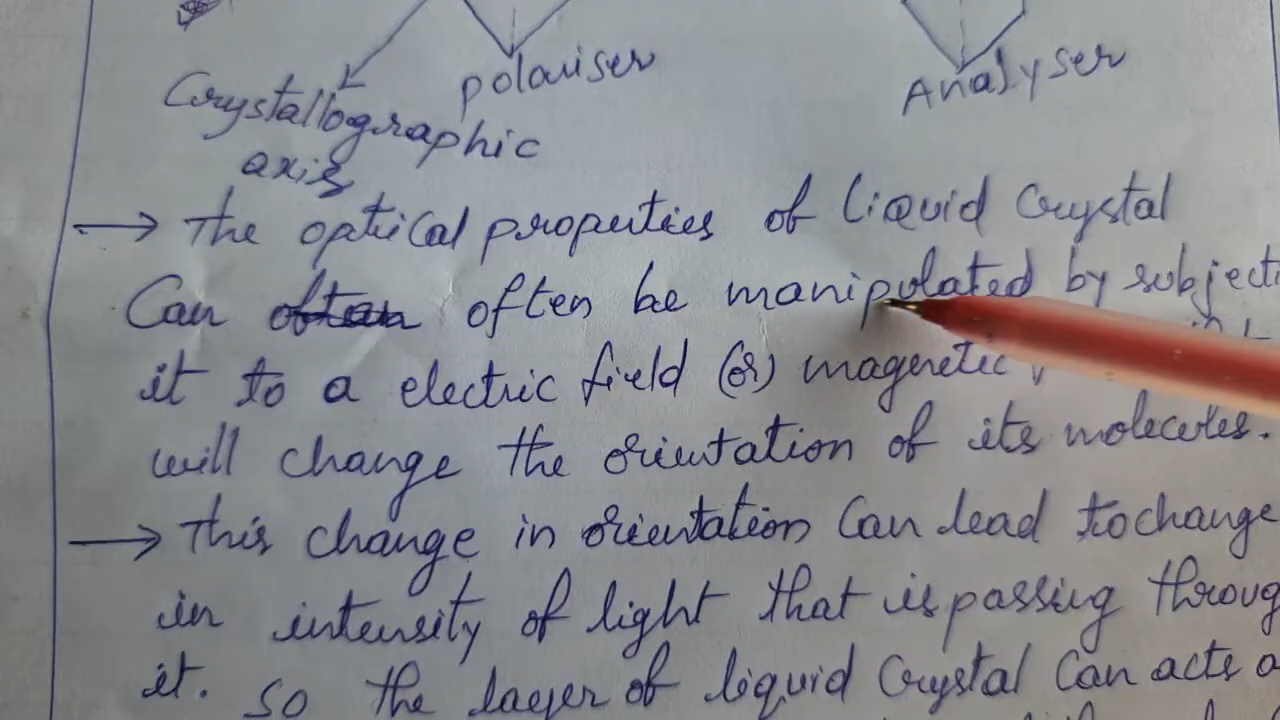 polariser
Analyser
Crystallographic
axis
→ The optical properties of liquid Crystal
Can often be manipulated by subjecti
it to a electric field (or) magnetic
will change the orientation of its molecules.
→ This change in orientation Can lead to change
in intensity of light that is passing throug
it. So the layer of liquid Crystal Can acts a